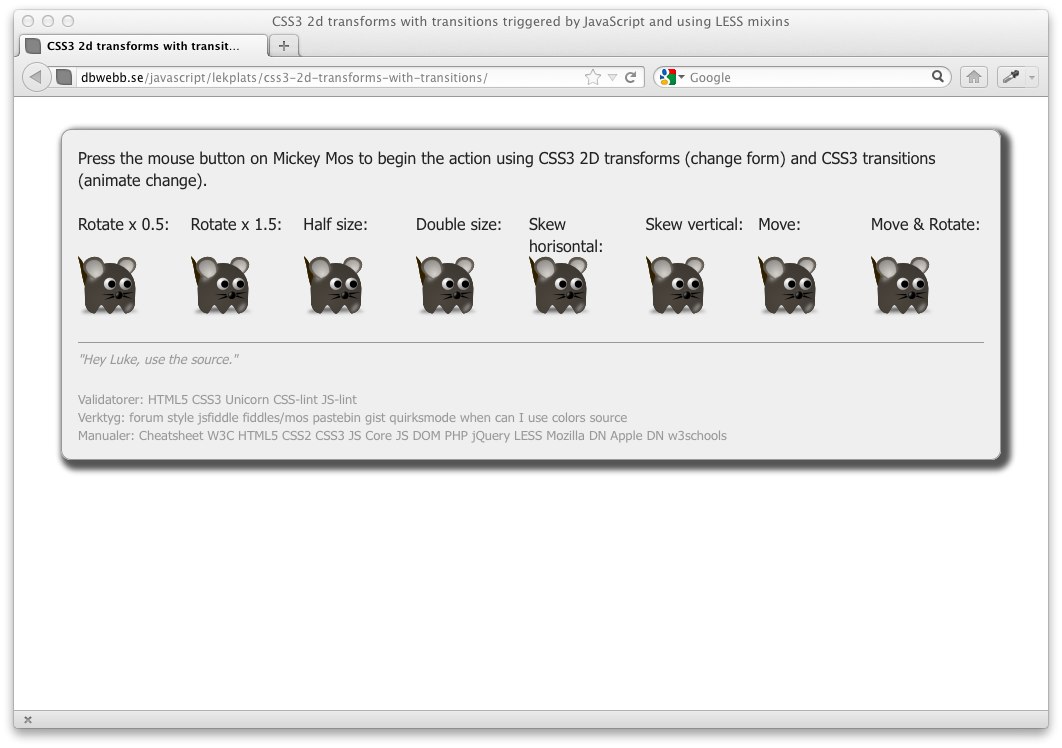 CSS3 2d transforms with transitions triggered by JavaScript and using LESS mixins
CSS3 2d transforms with transit...
dbwebb.se/javascript/lekplats/css3-2d-transforms-with-transitions/
Google
Press the mouse button on Mickey Mos to begin the action using CSS3 2D transforms (change form) and CSS3 transitions
(animate change).
Rotate x 0.5: Rotate x 1.5: Half size: Double size: Skew Skew vertical: Move: Move & Rotate:
horisontal:
"Hey Luke, use the source."
Validatorer: HTML5 CSS3 Unicorn CSS-lint JS-lint
Verktyg: forum style jsfiddle fiddles/mos pastebin gist quirksmode when can I use colors source
Manualer: Cheatsheet W3C HTML5 CSS2 CSS3 JS Core JS DOM PHP jQuery LESS Mozilla DN Apple DN w3schools